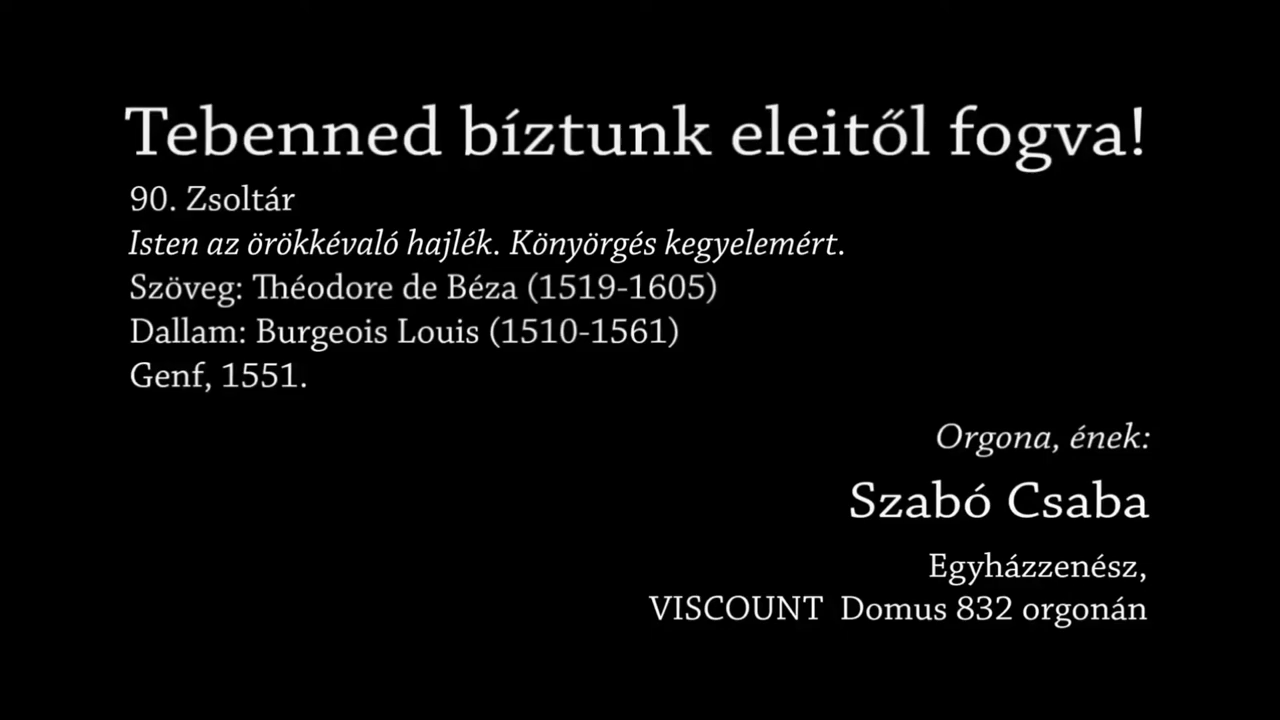 Tebenned bíztunk eleitől fogva!
90. Zsoltár
Isten az örökkévaló hajlék. Könyörgés kegyelemért.
Szöveg: Théodore de Béza (1519-1605)
Dallam: Burgeois Louis (1510-1561)
Genf, 1551.
Orgona, ének:
Szabó Csaba
Egyházzenész,
VISCOUNT Domus 832 orgonán